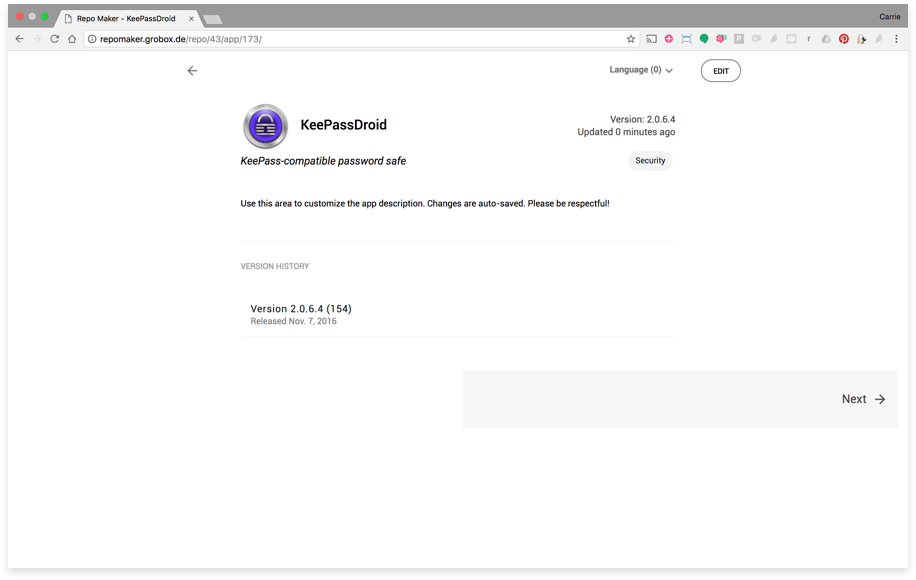 Repo Maker - KeePassDroid
Carrie
repomaker.grobox.de/repo/43/app/173/
Language (0)
EDIT
KeePassDroid
Version: 2.0.6.4
Updated 0 minutes ago
KeePass-compatible password safe
Security
Use this area to customize the app description. Changes are auto-saved. Please be respectful!
VERSION HISTORY
Version 2.0.6.4 (154)
Released Nov. 7, 2016
Next